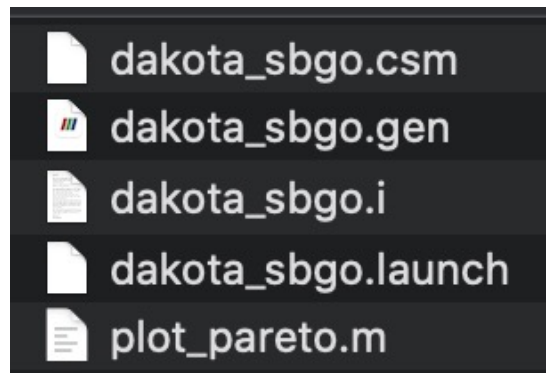 dakota_sbgo.csm
dakota_sbgo.gen
dakota_sbgo.i
dakota_sbgo.launch
plot_pareto.m